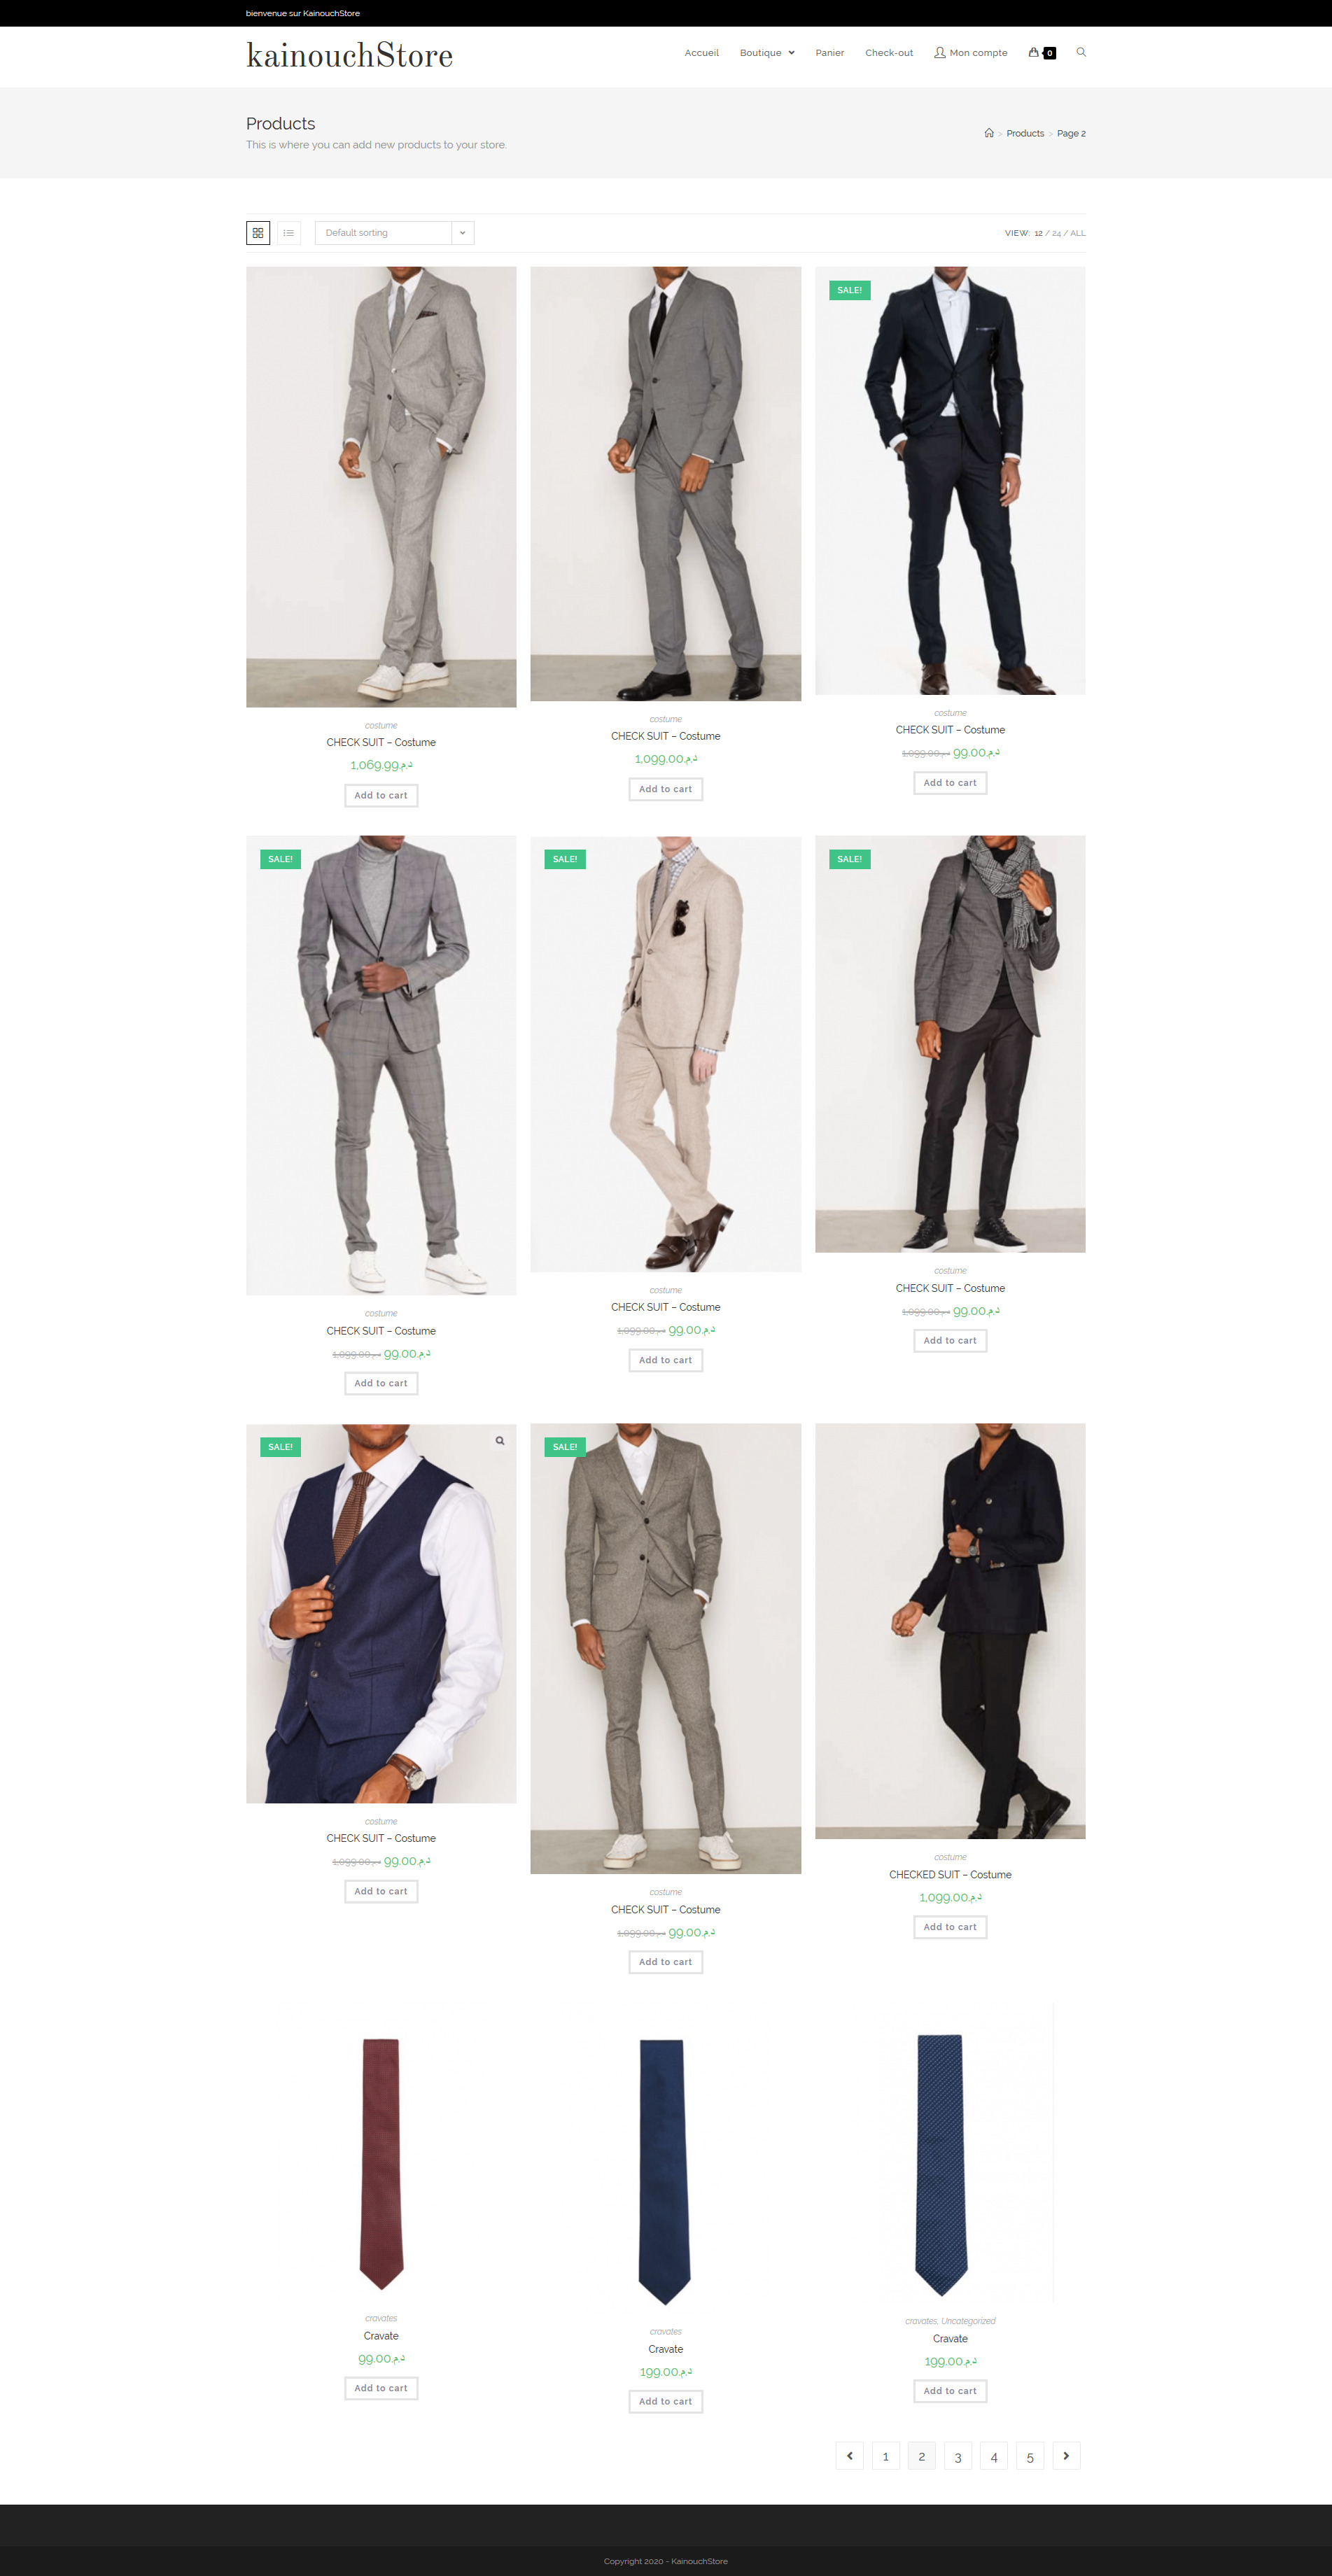 bienvenue sur KainouchStore
kainouchStore
Accueil Boutique Panier Check-out Mon compte 0
Products
This is where you can add new products to your store.
> Products > Page 2
Default sorting
VIEW: 12 / 24 / ALL
costume
CHECK SUIT – Costume
1,069.99د.م.
Add to cart
costume
CHECK SUIT – Costume
1,099.00د.م.
Add to cart
SALE!
costume
CHECK SUIT – Costume
1,099.00د.م. 99.00د.م.
Add to cart
SALE!
costume
CHECK SUIT – Costume
1,099.00د.م. 99.00د.م.
Add to cart
SALE!
costume
CHECK SUIT – Costume
1,099.00د.م. 99.00د.م.
Add to cart
SALE!
costume
CHECK SUIT – Costume
1,099.00د.م. 99.00د.م.
Add to cart
SALE!
costume
CHECK SUIT – Costume
1,099.00د.م. 99.00د.م.
Add to cart
SALE!
costume
CHECK SUIT – Costume
1,099.00د.م. 99.00د.م.
Add to cart
costume
CHECKED SUIT – Costume
1,099.00د.م.
Add to cart
cravates
Cravate
99.00د.م.
Add to cart
cravates
Cravate
199.00د.م.
Add to cart
cravates, Uncategorized
Cravate
199.00د.م.
Add to cart
1 2 3 4 5
Copyright 2020 - KainouchStore